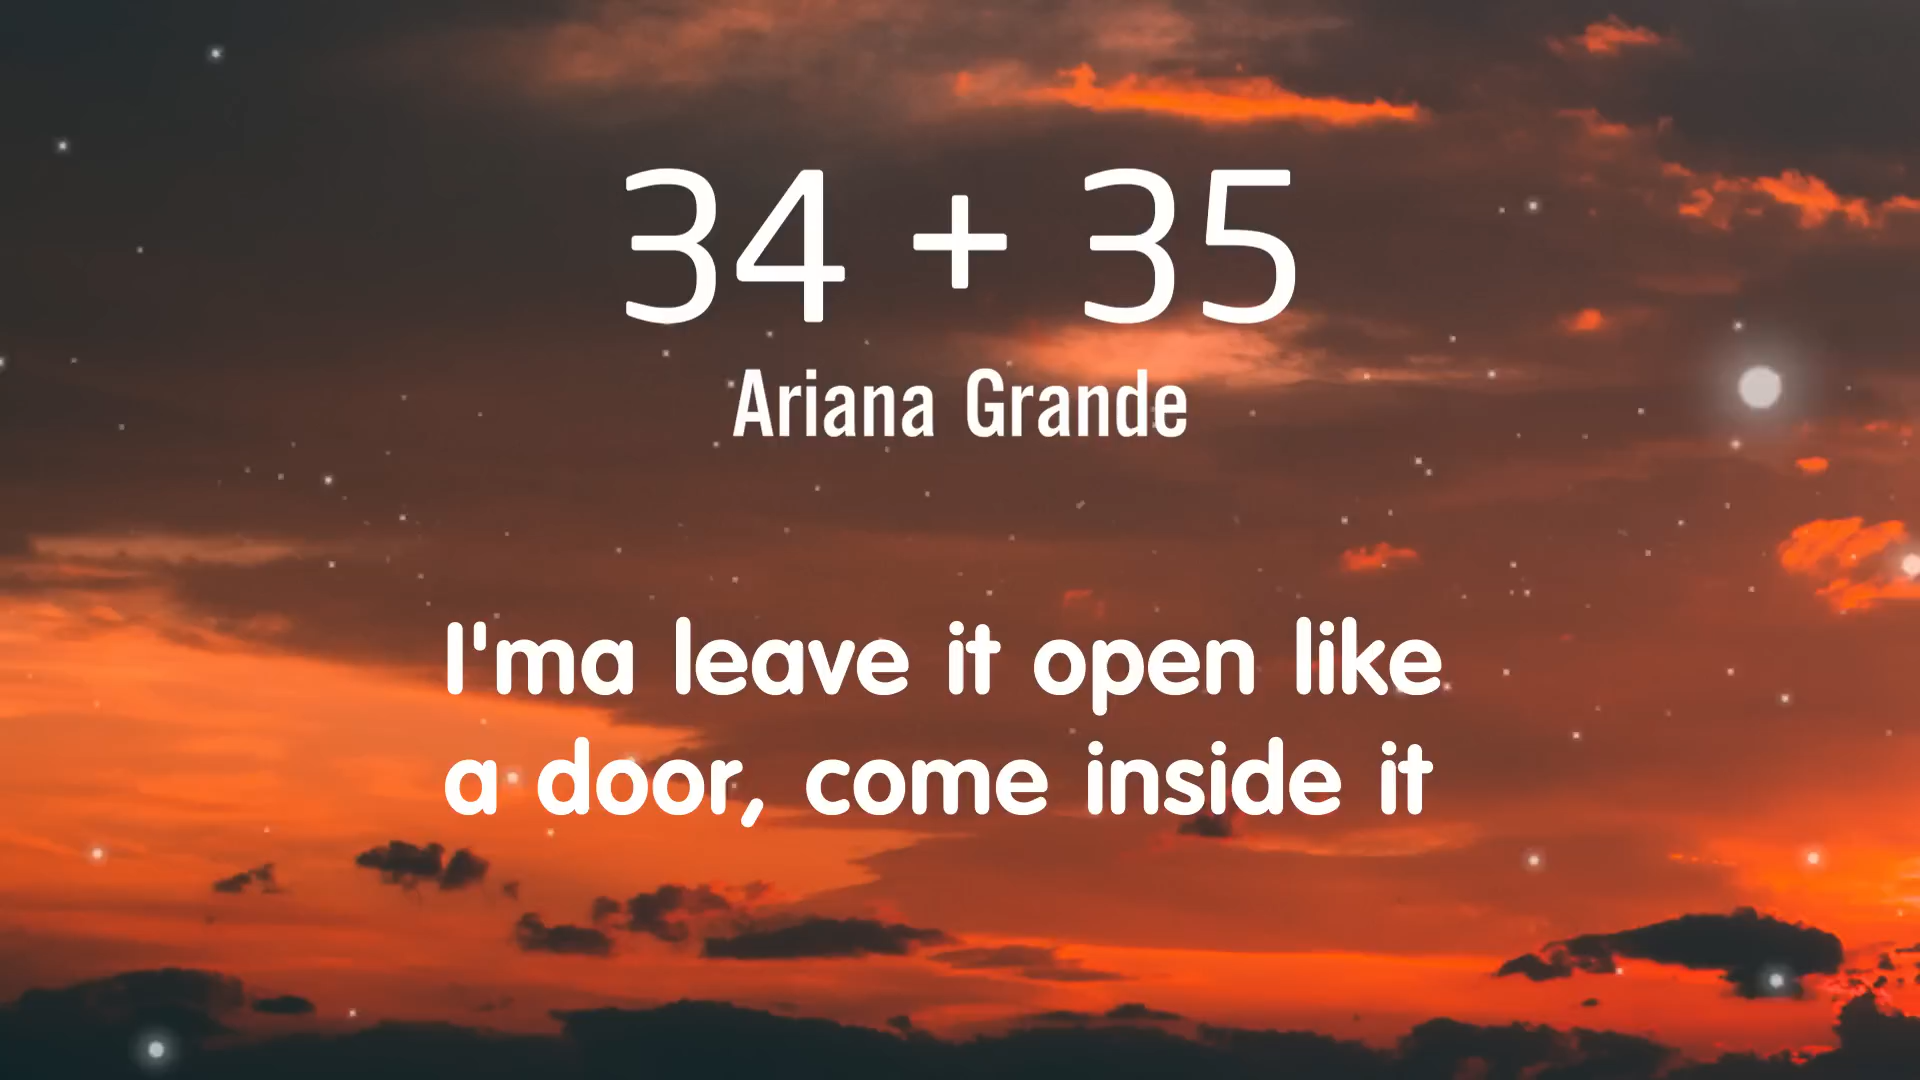 34 + 35
Ariana Grande
I'ma leave it open like
a door, come inside it